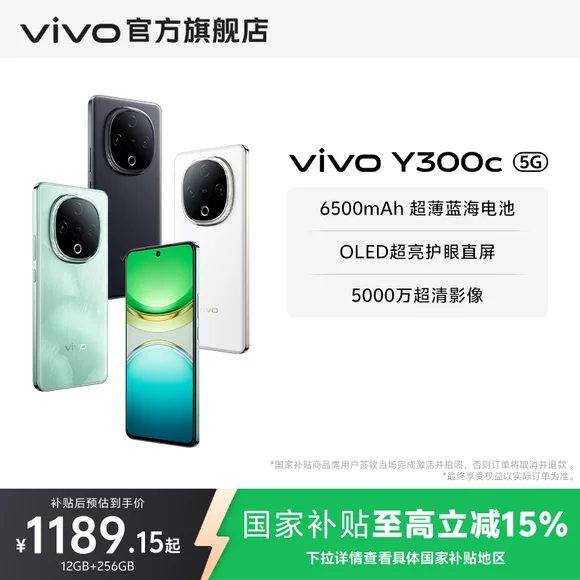 vivo 官方旗舰店
vivo Y300c 5G
6500mAh 超薄蓝海电池
OLED超亮护眼直屏
5000万超清影像
vivo
vivo
*国家补贴商品需用户签收当场完成激活并拍照，否则订单将取消并退款 。
*最终享受权益以实际订单为准。
补贴后预估到手价
¥1189.15起
12GB+256GB
国家补贴至高立减15%
下拉详情查看具体国家补贴地区